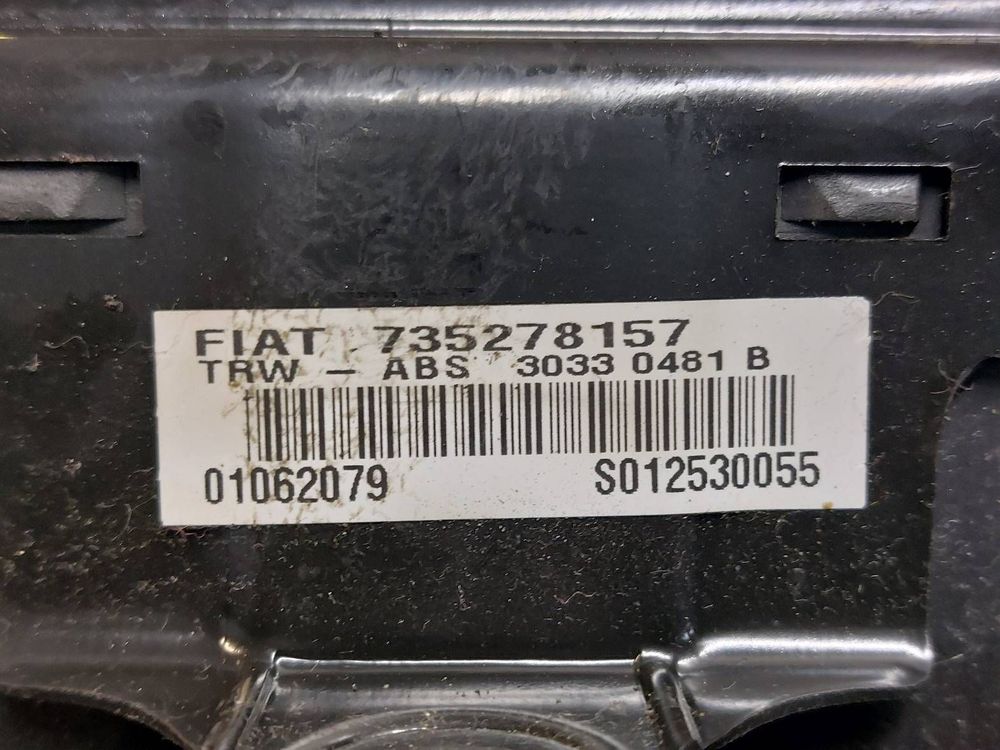 FIAT 735278157
TRW - ABS 3033 0481 B
01062079 S012530055